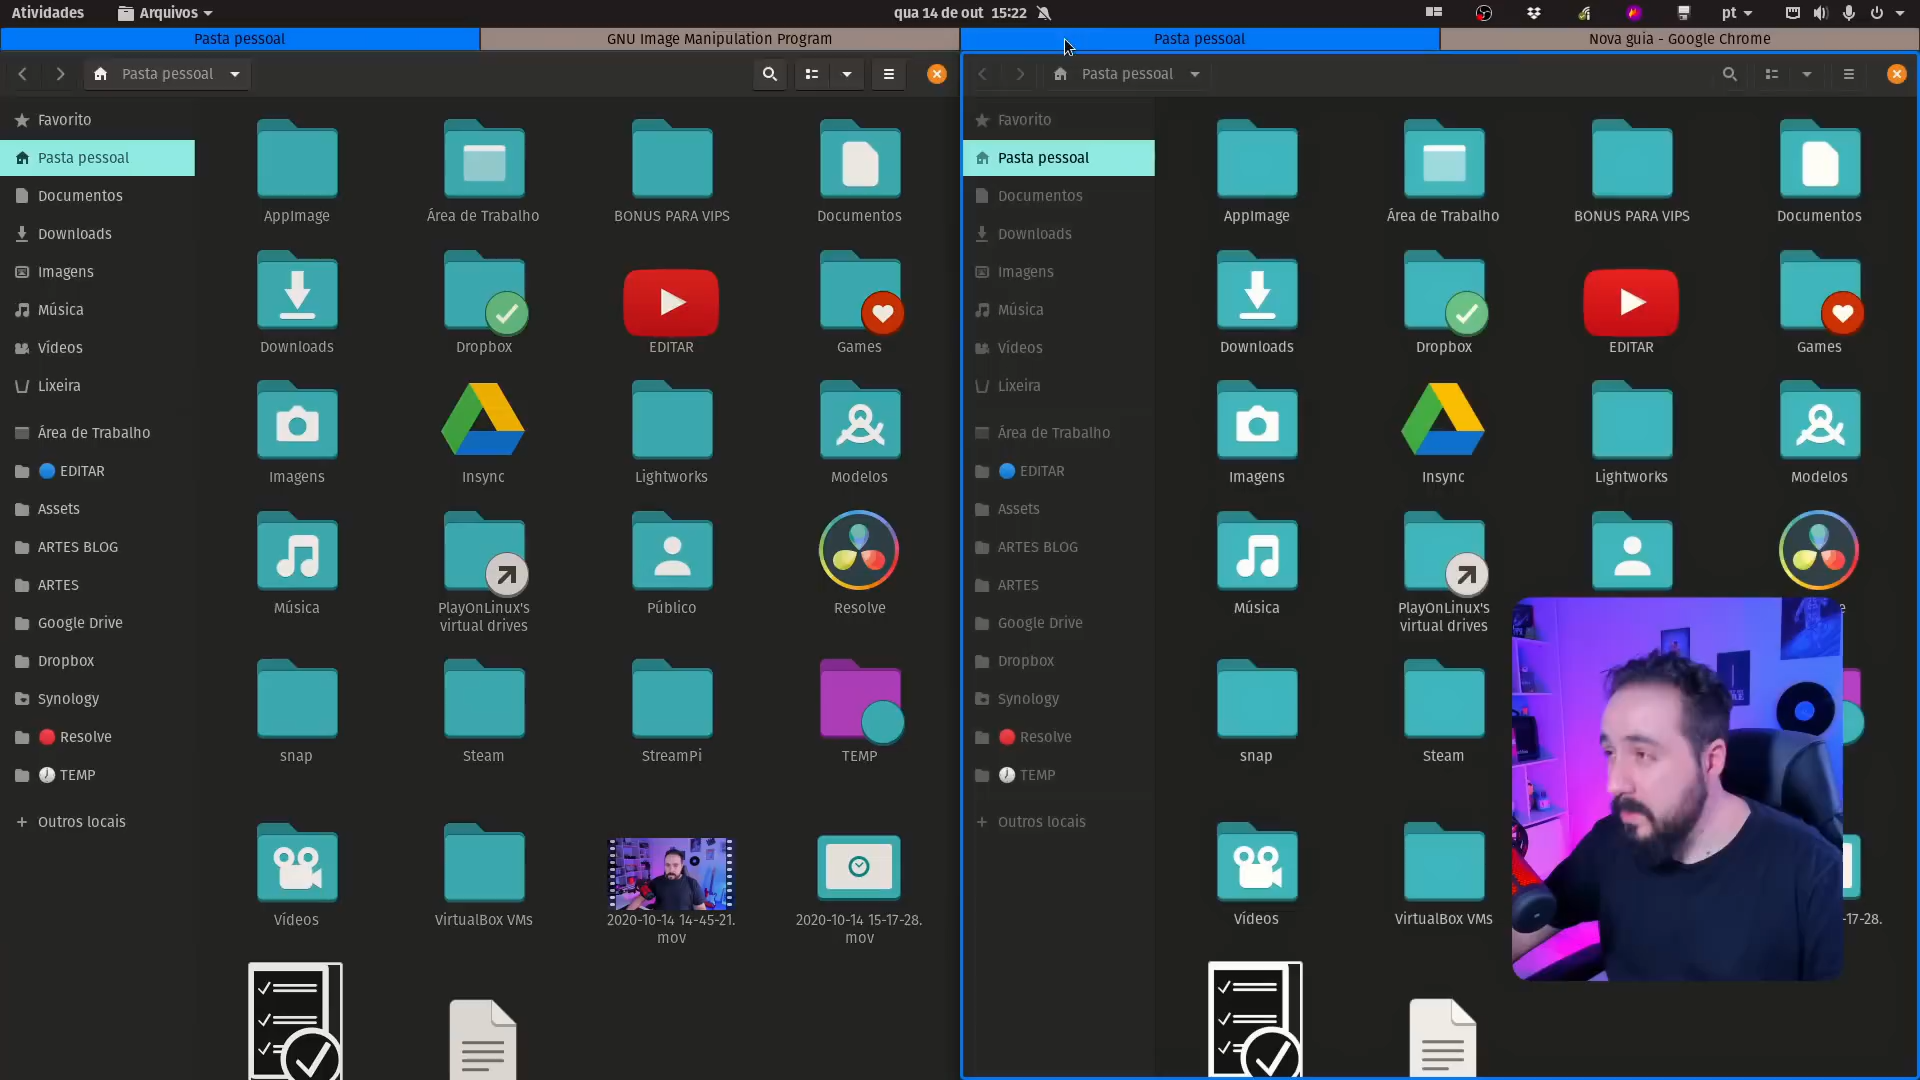 Atividades
Arquivos
qua 14 de out 15:22
pt
Pasta pessoal
GNU Image Manipulation Program
Pasta pessoal
Nova guia - Google Chrome
Pasta pessoal
Favorito
Pasta pessoal
Documentos
Downloads
Imagens
Música
Vídeos
Lixeira
Área de Trabalho
EDITAR
Assets
ARTES BLOG
ARTES
Google Drive
Dropbox
Synology
Resolve
TEMP
Outros locais
AppImage
Área de Trabalho
BONUS PARA VIPS
Documentos
Downloads
Dropbox
EDITAR
Games
Imagens
Insync
Lightworks
Modelos
Música
PlayOnLinux's
virtual drives
Público
Resolve
snap
Steam
StreamPi
TEMP
Vídeos
VirtualBox VMs
2020-10-14 14-45-21.
mov
2020-10-14 15-17-28.
mov
Pasta pessoal
Favorito
Pasta pessoal
Documentos
Downloads
Imagens
Música
Vídeos
Lixeira
Área de Trabalho
EDITAR
Assets
ARTES BLOG
ARTES
Google Drive
Dropbox
Synology
Resolve
TEMP
Outros locais
AppImage
Área de Trabalho
BONUS PARA VIPS
Documentos
Downloads
Dropbox
EDITAR
Games
Imagens
Insync
Lightworks
Modelos
Música
PlayOnLinux's
virtual drives
snap
Steam
Vídeos
VirtualBox VMs
-17-28.